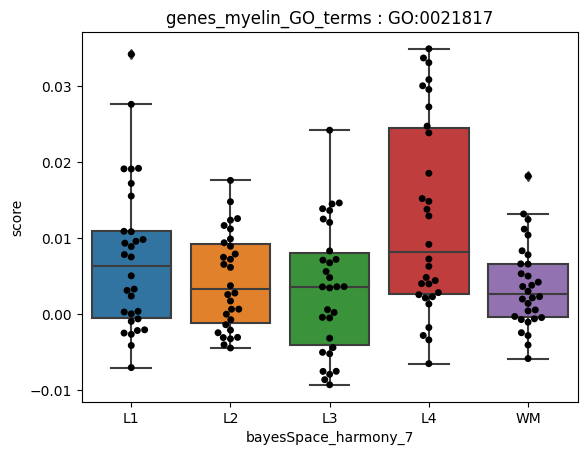 genes_myelin_GO_terms : GO:0021817
0.03
0.02
0.01
0.00
−0.01
score
L1 L2 L3 L4 WM
bayesSpace_harmony_7